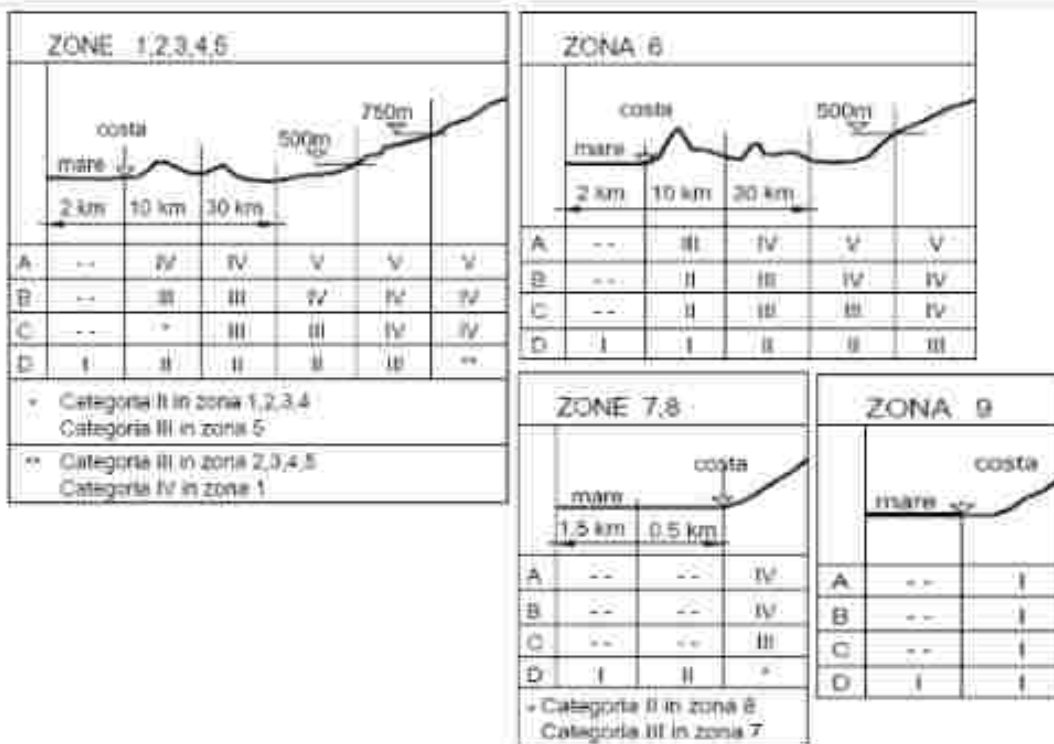 ZONE 1,2,3,4,5
costa
mare
500m
750m
2 km 10 km 30 km
A -- IV IV V V V
B -- III III IV IV IV
C -- * III III IV IV
D I II II II III **
* Categoria II in zona 1,2,3,4
Categoria III in zona 5
** Categoria III in zona 2,3,4,5
Categoria IV in zona 1
ZONA 6
costa
mare
500m
2 km 10 km 30 km
A -- III IV V V
B -- II III IV IV
C -- II III III IV
D I I II II III
ZONE 7,8
costa
mare
1,5 km 0.5 km
A -- -- IV
B -- -- IV
C -- -- III
D I II *
* Categoria II in zona 8
Categoria III in zona 7
ZONA 9
costa
mare
A -- I
B -- I
C -- I
D I I